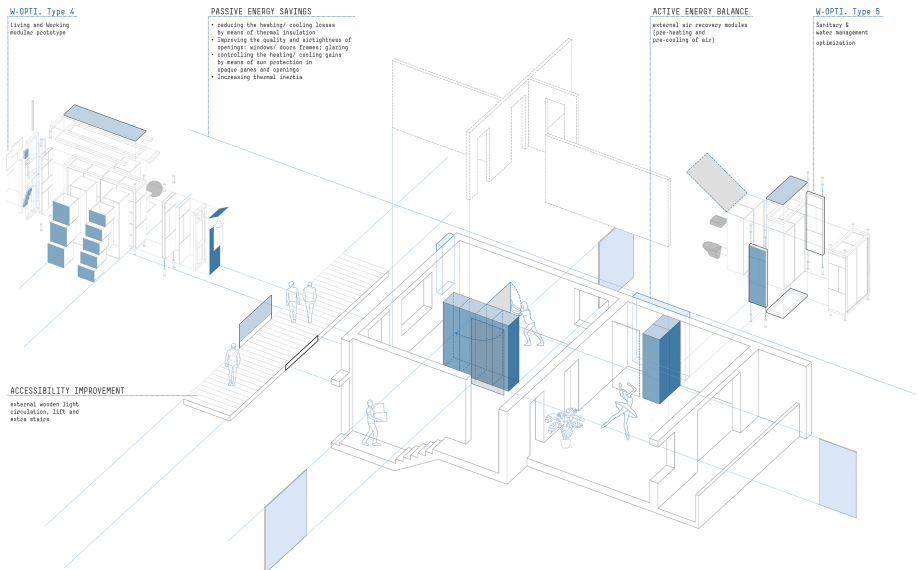 W-OPTI. Type 4
Living and Working
modular prototype
PASSIVE ENERGY SAVINGS
• reducing the heating/ cooling losses
by means of thermal insulation
• Improving the quality and airtightness of
openings: windows/ doors frames; glazing
• controlling the heating/ cooling gains
by means of sun protection in
opaque panes and openings
• Increasing thermal inertia
ACTIVE ENERGY BALANCE
external air recovery modules
(pre-heating and
pre-cooling of air)
W-OPTI. Type 5
Sanitary &
water management
optimization
ACCESSIBILITY IMPROVEMENT
external wooden light
circulation, lift and
extra stairs